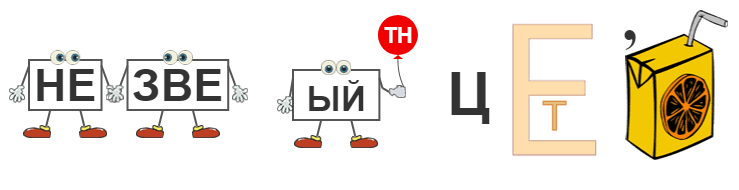 НЕ ЗВЕ ЫЙ ТН Ц Е Т ,